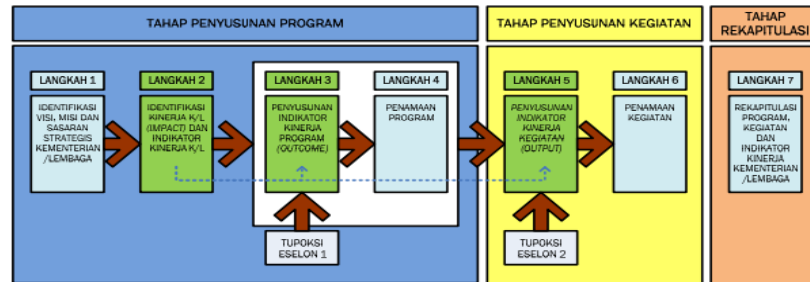 TAHAP PENYUSUNAN PROGRAM
TAHAP PENYUSUNAN KEGIATAN
TAHAP
REKAPITULASI
LANGKAH 1
IDENTIFIKASI
VISI, MISI DAN
SASARAN
STRATEGIS
KEMENTERIAN
/LEMBAGA
LANGKAH 2
IDENTIFIKASI
KINERJA K/L
(IMPACT) DAN
INDIKATOR
KINERJA K/L
LANGKAH 3
PENYUSUNAN
INDIKATOR
KINERJA
PROGRAM
(OUTCOME)
LANGKAH 4
PENAMAAN
PROGRAM
LANGKAH 5
PENYUSUNAN
INDIKATOR
KINERJA
KEGIATAN
(OUTPUT)
LANGKAH 6
PENAMAAN
KEGIATAN
LANGKAH 7
REKAPITULASI
PROGRAM,
KEGIATAN
DAN
INDIKATOR
KINERJA
KEMENTERIAN
/LEMBAGA
TUPOKSI
ESELON 1
TUPOKSI
ESELON 2